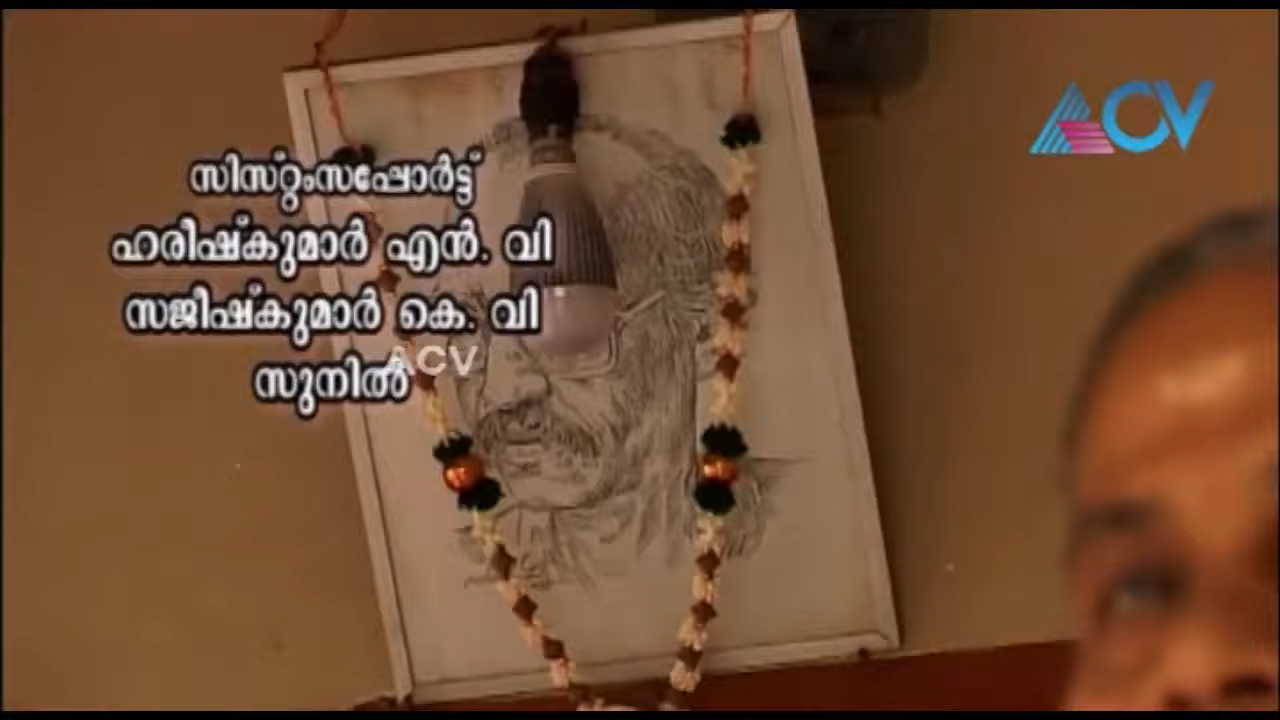 ACV
സിസ്റ്റംസപ്പോർട്ട്
ഹരീഷ്കുമാർ എൻ. വി
സജീഷ്കുമാർ കെ. വി
സുനിൽ
ACV